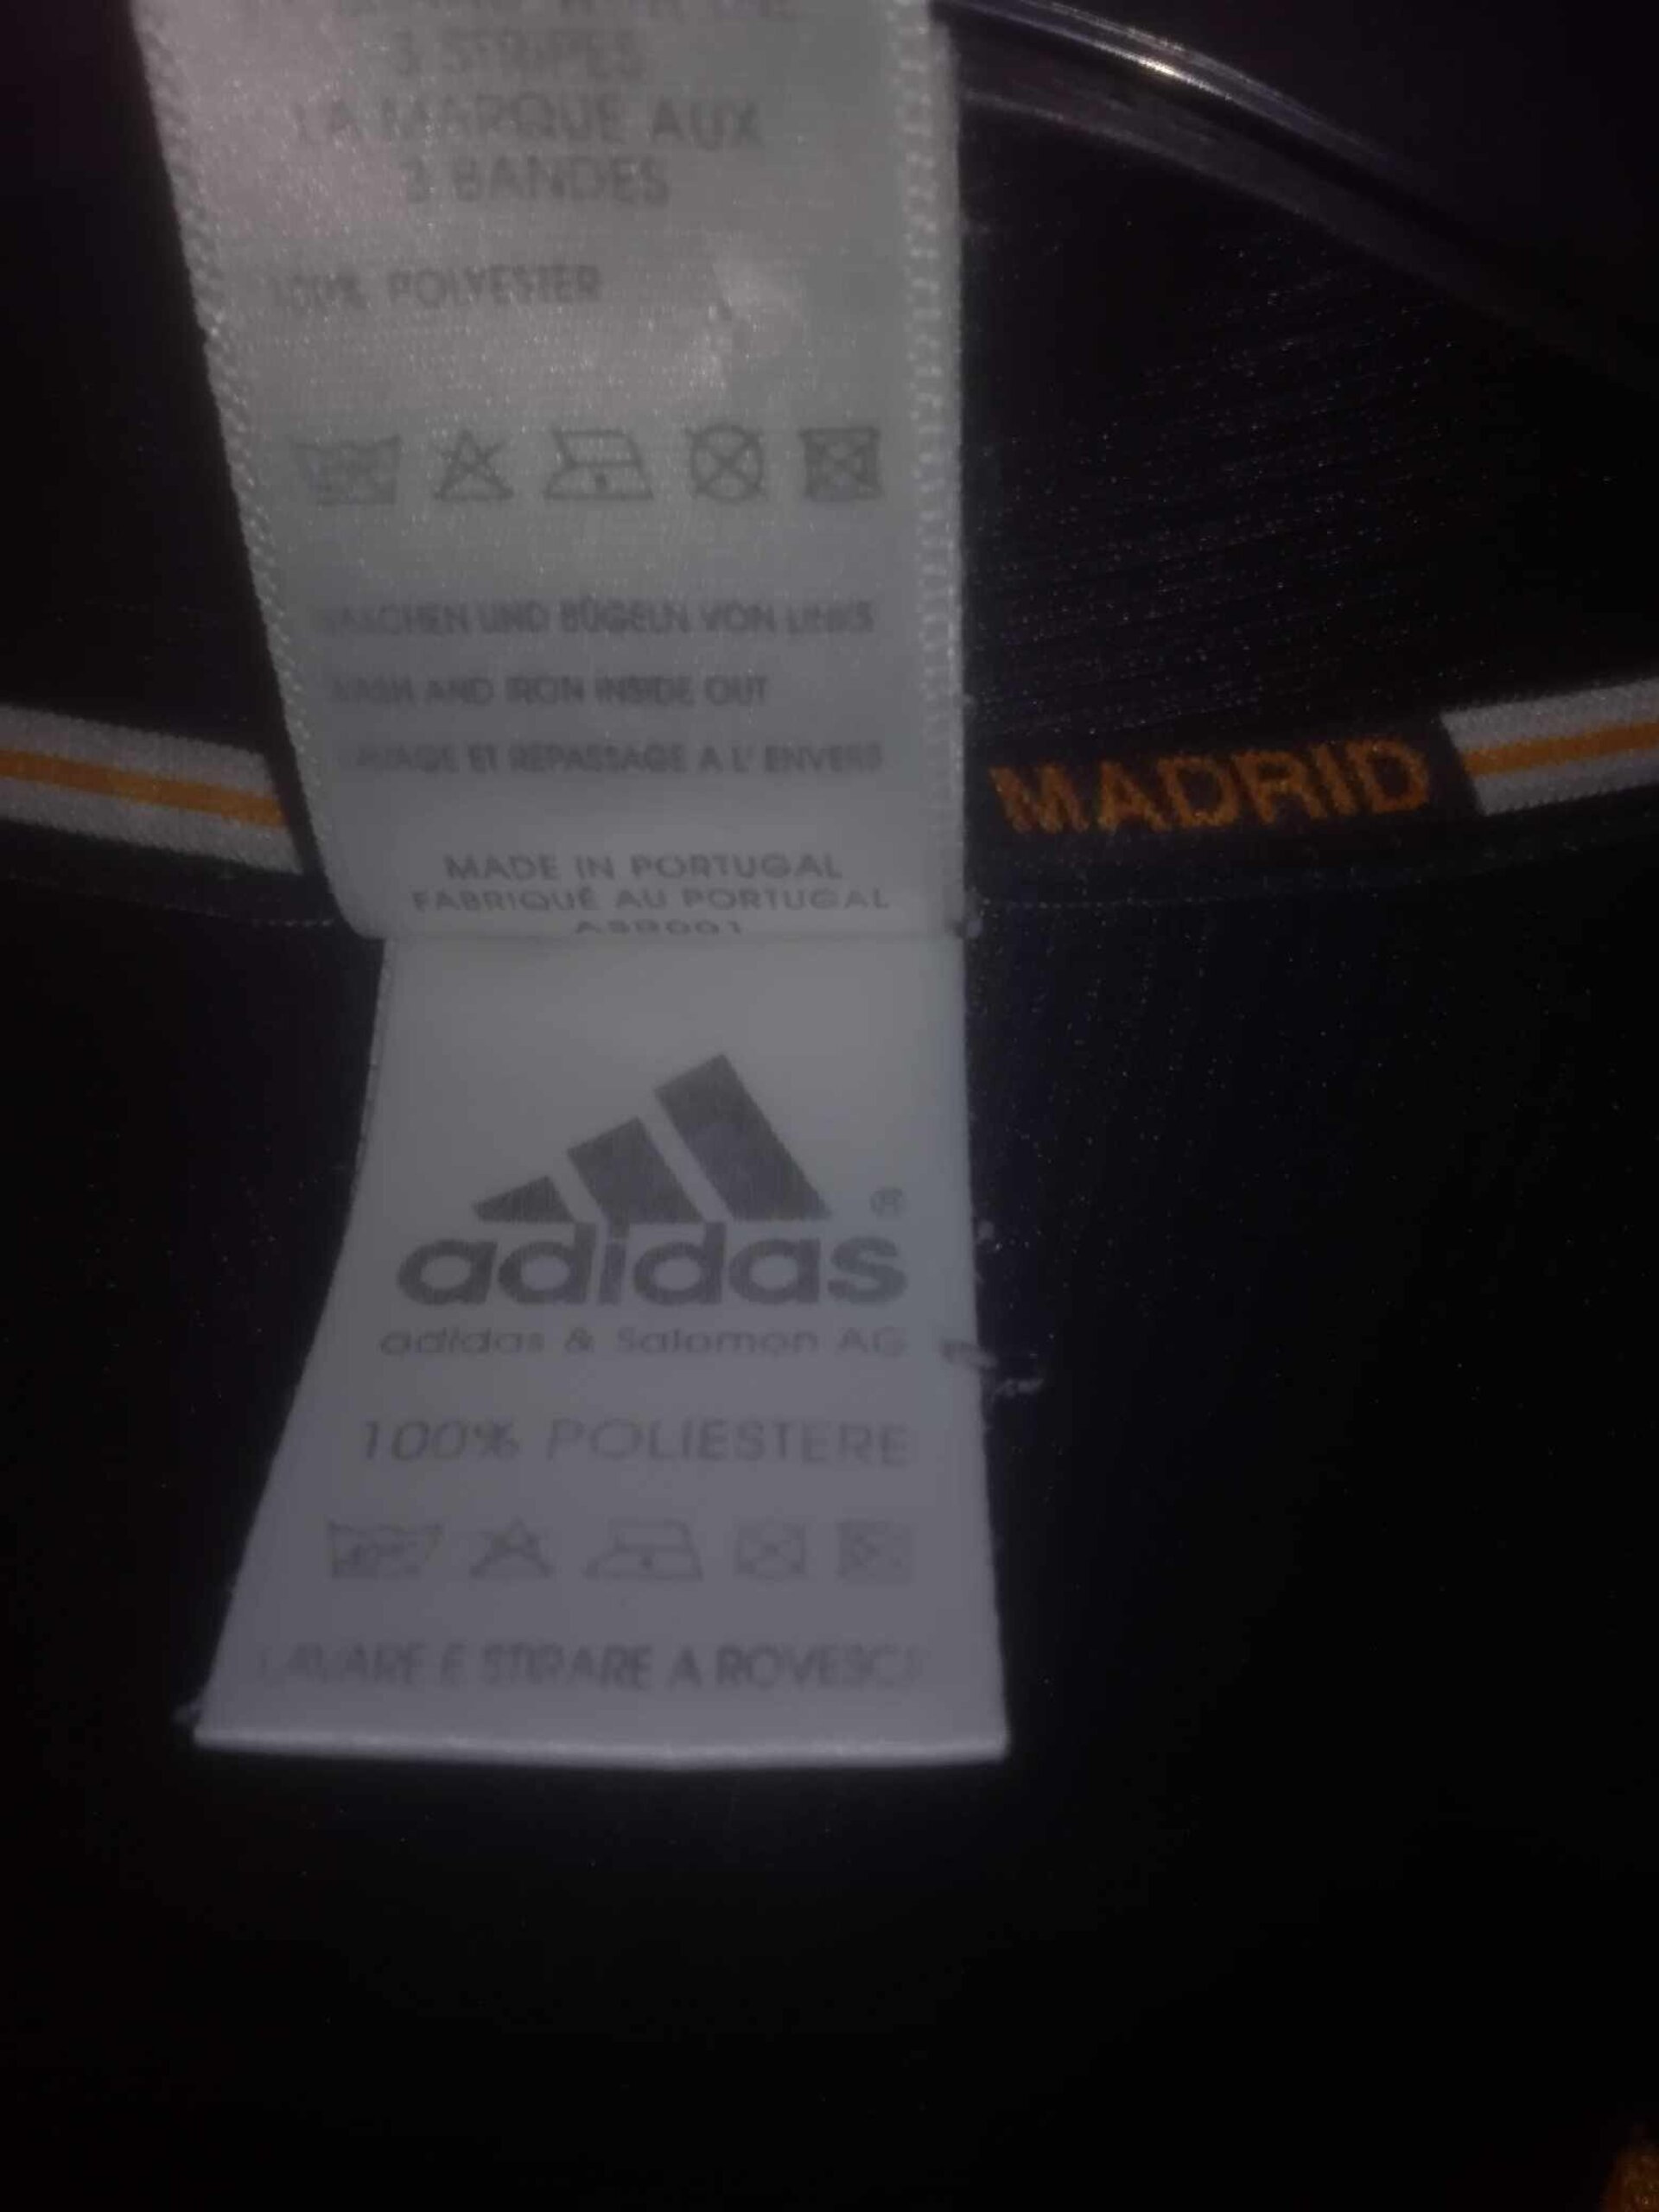 3 STRIPES
LA MARQUE AUX
3 BANDES
100% POLYESTER
WASCHEN UND BÜGELN VON LINKS
WASH AND IRON INSIDE OUT
LAVAGE ET REPASSAGE A L' ENVERS
MADRID
MADE IN PORTUGAL
FABRIQUÉ AU PORTUGAL
adidas ®
adidas & Salomon AG
100% POLIESTERE
LAVARE E STIRARE A ROVESCI